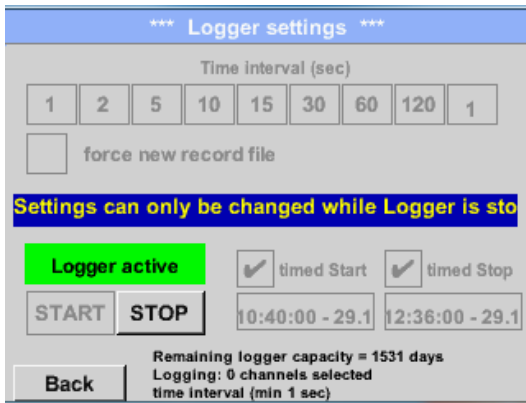 *** Logger settings ***
Time interval (sec)
1 2 5 10 15 30 60 120 1
force new record file
Settings can only be changed while Logger is sto
Logger active
✔ timed Start ✔ timed Stop
START STOP 10:40:00 - 29.1 12:36:00 - 29.1
Remaining logger capacity = 1531 days
Logging: 0 channels selected
Back time interval (min 1 sec)